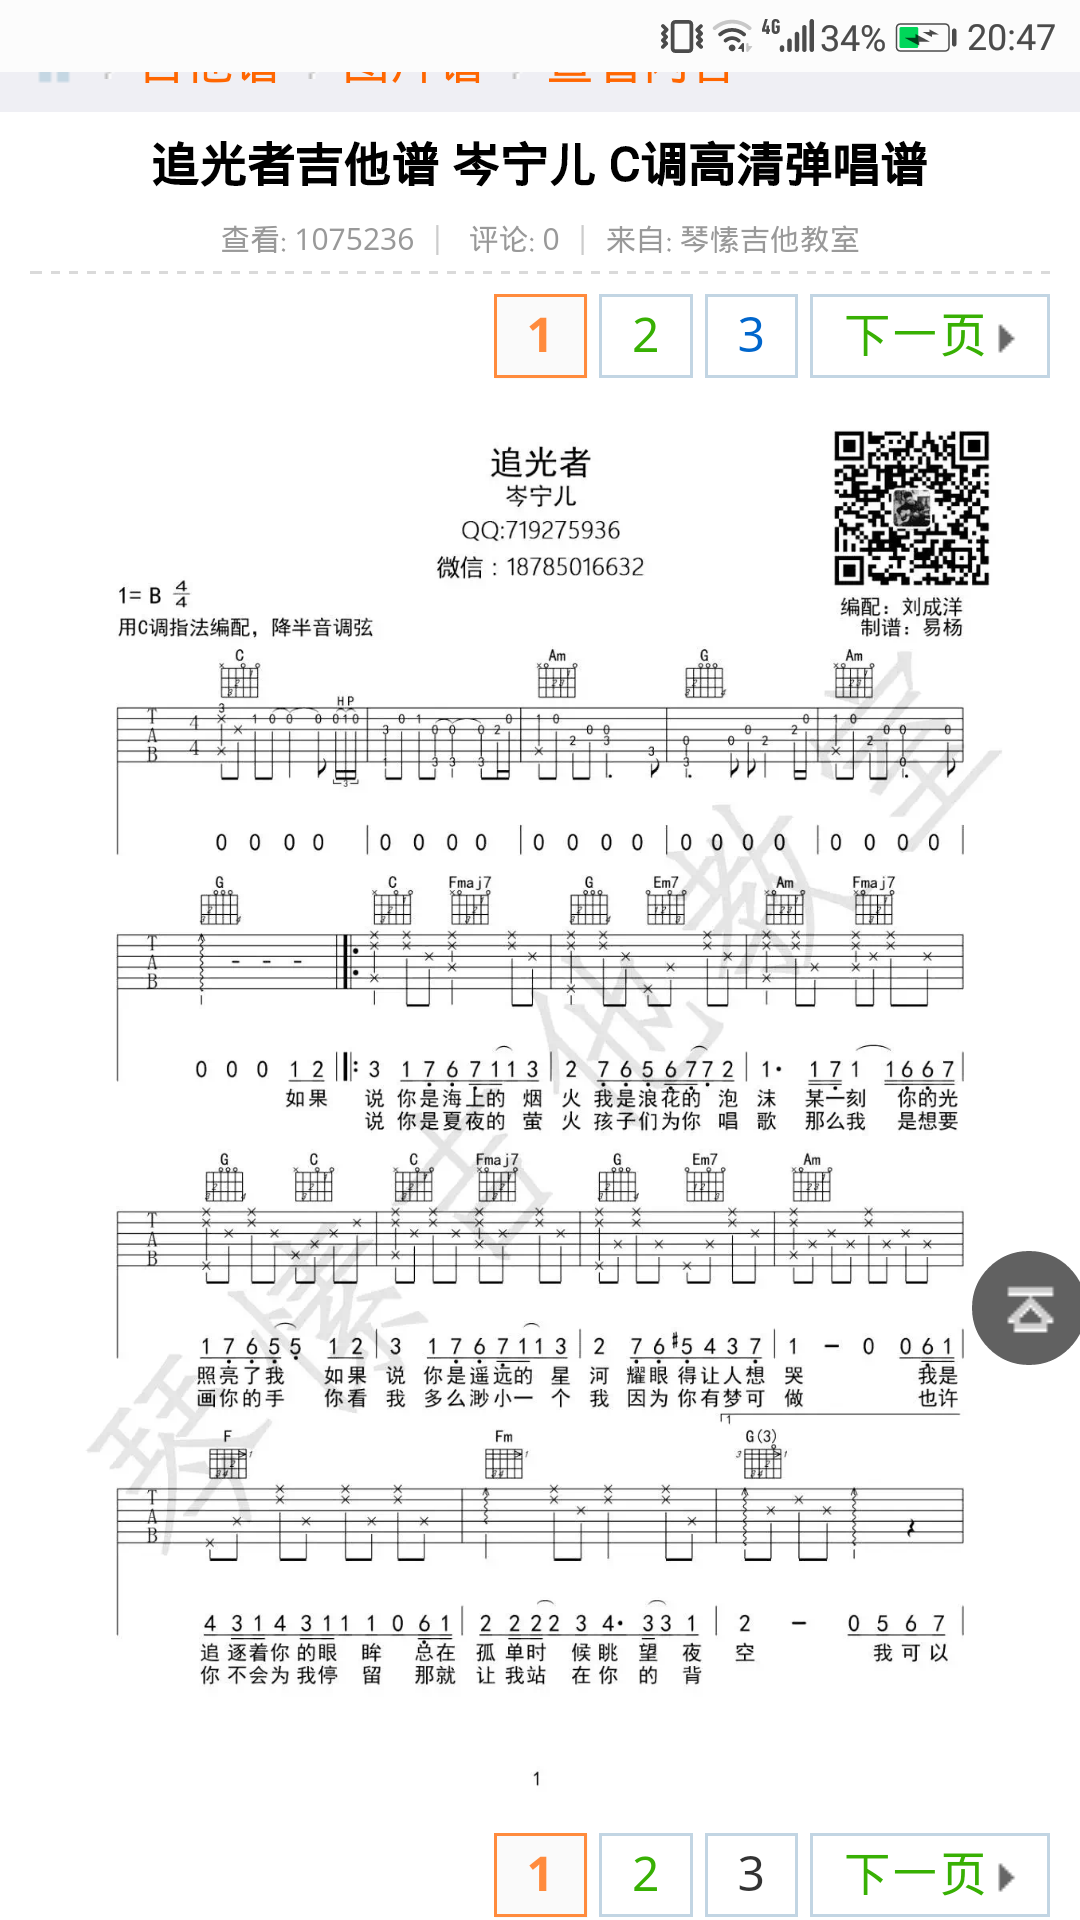 4G 34% 20:47
追光者吉他谱 岑宁儿 C调高清弹唱谱
查看: 1075236 | 评论: 0 | 来自: 琴愫吉他教室
1 2 3 下一页
追光者
岑宁儿
QQ:719275936
微信：18785016632
1= B 4/4
用C调指法编配，降半音调弦
编配：刘成洋
制谱：易杨
C Am G Am
H P
T A B 4 4
0 0 0 0 | 0 0 0 0 | 0 0 0 0 | 0 0 0 0 | 0 0 0 0
G C Fmaj7 G Em7 Am Fmaj7
T A B
0 0 0 1 2 3 1 7 6 7 1 1 3 | 2 7 6 5 6 7 7 2 | 1· 1 7 1 1 6 6 7
如果 说 你是海上的 烟 火 我是浪花的 泡 沫 某一刻 你的光
说 你是夏夜的 萤 火 孩子们为你 唱 歌 那么我 是想要
G C C Fmaj7 G Em7 Am
T A B
1 7 6 5 5 1 2 | 3 1 7 6 7 1 1 3 | 2 7 6 #5 4 3 7 | 1 – 0 0 6 1
照亮了我 如果 说 你是遥远的 星 河 耀眼 得让人想 哭 我是
画你的手 你看 我 多么渺小一 个 我 因为 你有梦可 做 也许
1
F Fm G(3)
T A B
4 3 1 4 3 1 1 1 0 6 1 | 2 2 2 2 3 4· 3 3 1 | 2 – 0 5 6 7
追 逐着你 的眼 眸 总在 孤 单时 候 眺 望 夜 空 我 可 以
你 不会为 我停 留 那就 让 我站 在 你 的 背
琴愫吉他教室
1
1 2 3 下一页